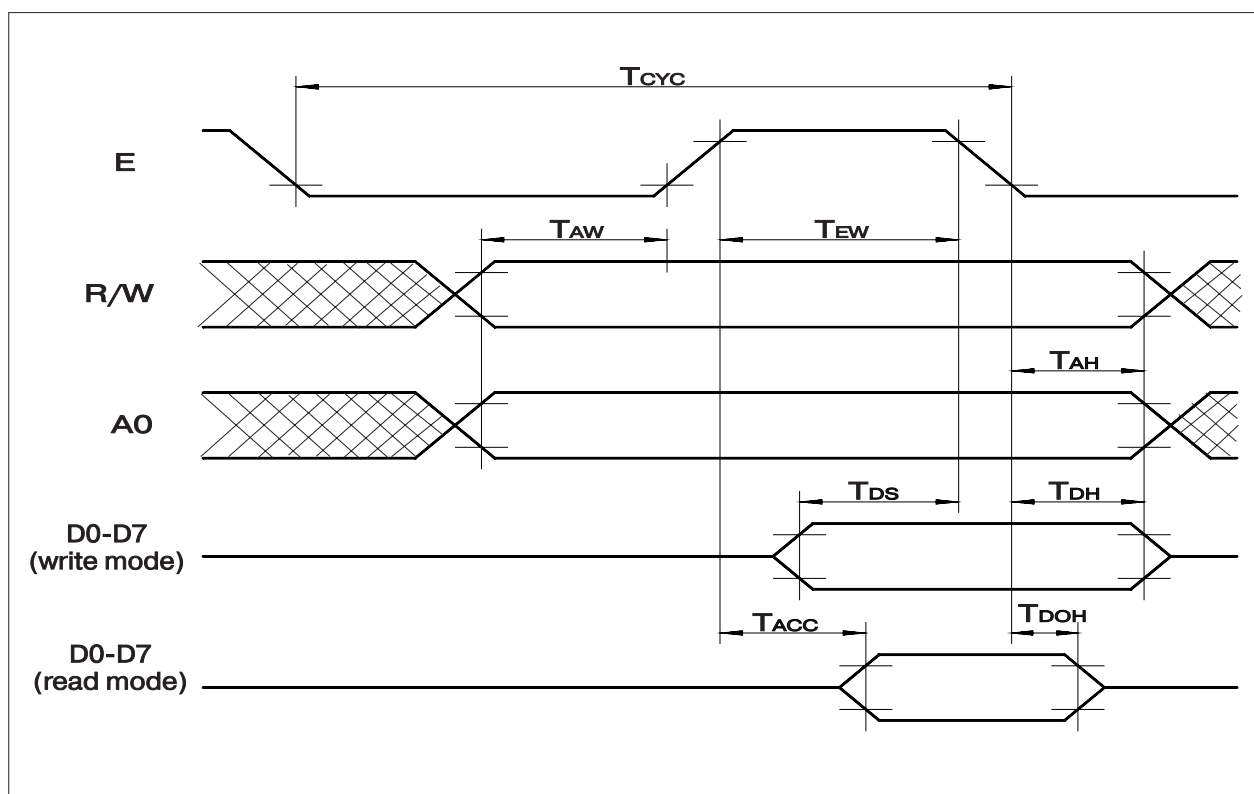 TCYC
E
TAW
TEW
R/W
TAH
A0
TDS
TDH
D0-D7
(write mode)
TACC
TDOH
D0-D7
(read mode)